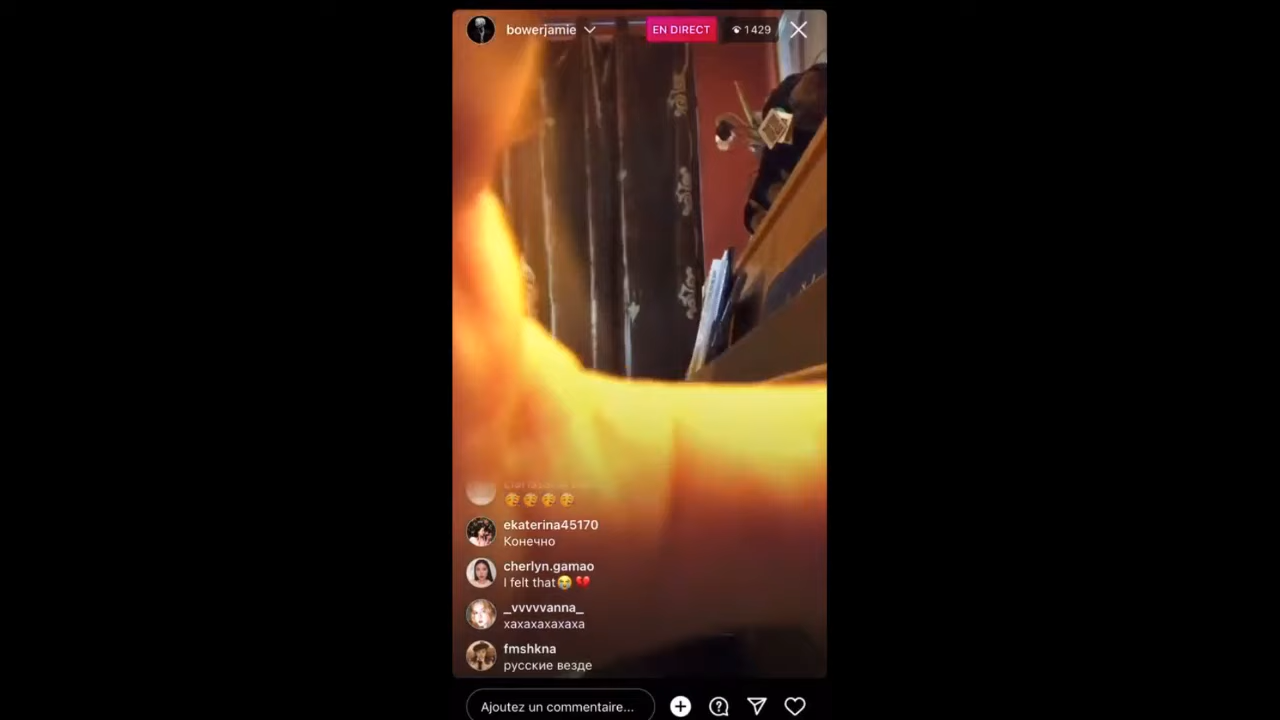 bowerjamie
EN DIRECT
1429
🥰🥰🥰🥰
ekaterina45170
Конечно
cherlyn.gamao
I felt that😭💔
_vvvvvanna_
хахахахахаха
fmshkna
русские везде
Ajoutez un commentaire...